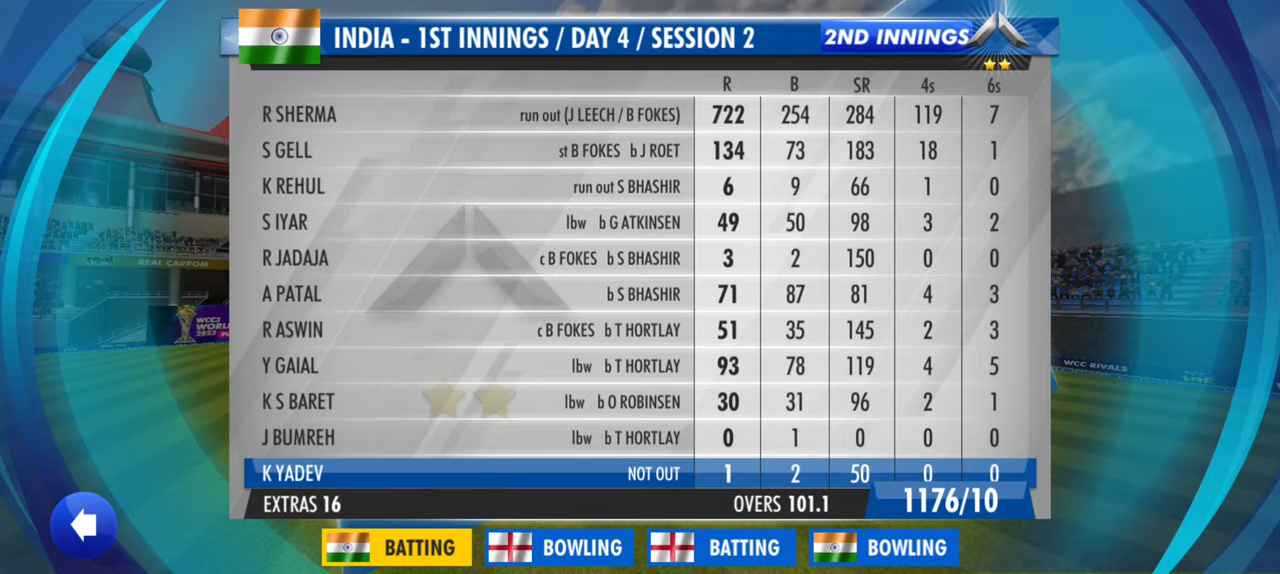 INDIA - 1ST INNINGS / DAY 4 / SESSION 2 2ND INNINGS
R B SR 4s 6s
R SHERMA run out (J LEECH / B FOKES) 722 254 284 119 7
S GELL st B FOKES b J ROET 134 73 183 18 1
K REHUL run out S BHASHIR 6 9 66 1 0
S IYAR lbw b G ATKINSEN 49 50 98 3 2
R JADAJA c B FOKES b S BHASHIR 3 2 150 0 0
A PATAL b S BHASHIR 71 87 81 4 3
R ASWIN c B FOKES b T HORTLAY 51 35 145 2 3
Y GAIAL lbw b T HORTLAY 93 78 119 4 5
K S BARET lbw b O ROBINSEN 30 31 96 2 1
J BUMREH lbw b T HORTLAY 0 1 0 0 0
K YADEV NOT OUT 1 2 50 0 0
EXTRAS 16 OVERS 101.1 1176/10
BATTING BOWLING BATTING BOWLING
REAL CARROM
WCC3
WORL
2023
WCC RIVALS